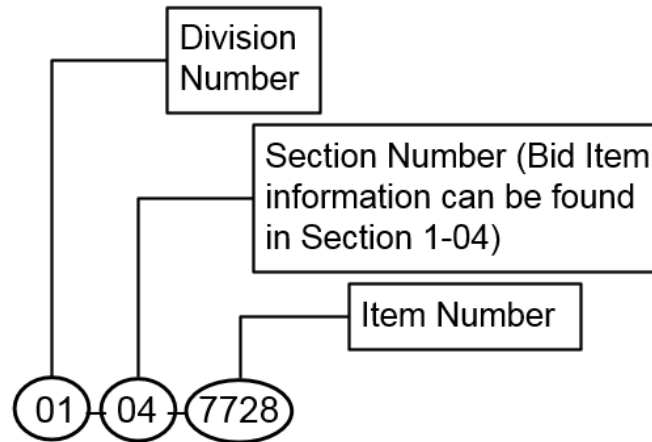 Division
Number
Section Number (Bid Item
information can be found
in Section 1-04)
Item Number
01-04-7728